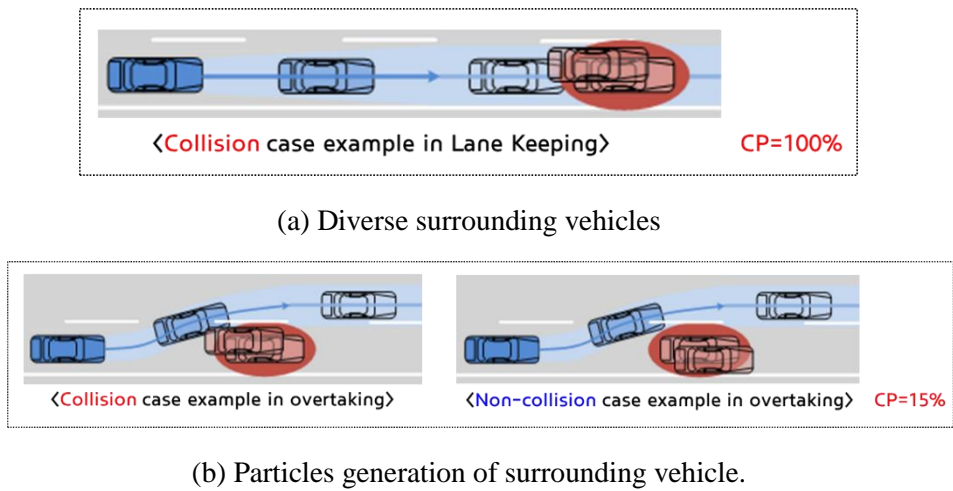 <Collision case example in Lane Keeping> CP=100%
(a) Diverse surrounding vehicles
<Collision case example in overtaking> <Non-collision case example in overtaking> CP=15%
(b) Particles generation of surrounding vehicle.